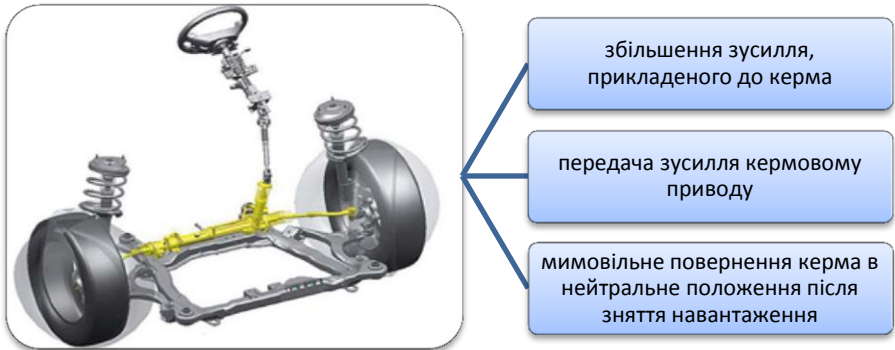 збільшення зусилля,
прикладеного до керма
передача зусилля кермовому
приводу
мимовільне повернення керма в
нейтральне положення після
зняття навантаження